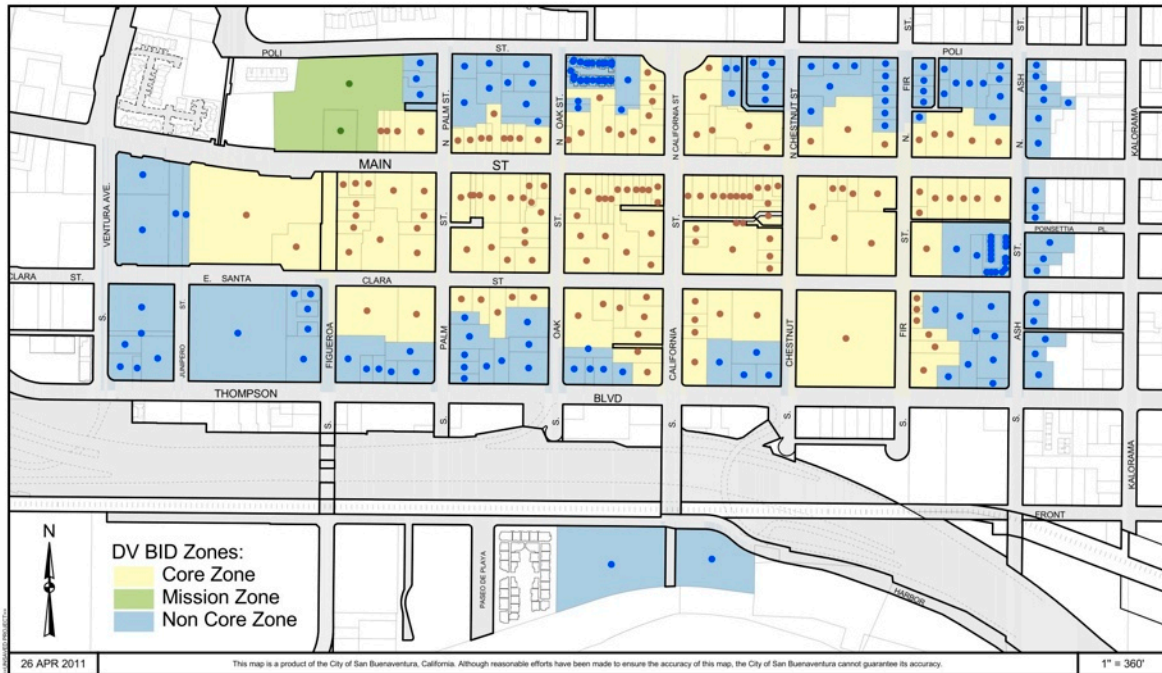 POLI ST. POLI
N PALM ST.
N OAK ST.
N CALIFORNIA ST
N CHESTNUT ST
N. FIR
ST.
N. ASH
KALORAMA
MAIN ST
S. VENTURA AVE.
ST.
ST.
ST.
ST.
POINSETTIA PL.
CLARA ST. E. SANTA CLARA ST
JUNIPERO ST.
S. FIGUEROA
S. PALM
S. OAK
S. CALIFORNIA
S. CHESTNUT
S. FIR
S. ASH
THOMPSON BLVD
KALORAMA
FRONT
PASEO DE PLAYA
HARBOR
N
DV BID Zones:
Core Zone
Mission Zone
Non Core Zone
<UNSAVED PROJECT>
26 APR 2011
This map is a product of the City of San Buenaventura, California. Although reasonable efforts have been made to ensure the accuracy of this map, the City of San Buenaventura cannot guarantee its accuracy.
1" = 360'